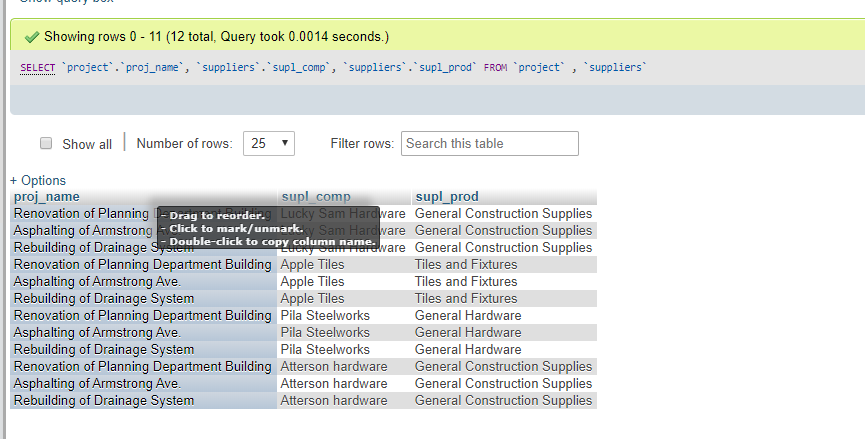 Show query box
Showing rows 0 - 11 (12 total, Query took 0.0014 seconds.)
SELECT `project`.`proj_name`, `suppliers`.`supl_comp`, `suppliers`.`supl_prod` FROM `project` , `suppliers`
Show all | Number of rows: 25 Filter rows: Search this table
+ Options
proj_name supl_comp supl_prod
Renovation of Planning Department Building Lucky Sam Hardware General Construction Supplies
Asphalting of Armstrong Ave. Lucky Sam Hardware General Construction Supplies
Rebuilding of Drainage System Lucky Sam Hardware General Construction Supplies
- Drag to reorder.
- Click to mark/unmark.
- Double-click to copy column name.
Renovation of Planning Department Building Apple Tiles Tiles and Fixtures
Asphalting of Armstrong Ave. Apple Tiles Tiles and Fixtures
Rebuilding of Drainage System Apple Tiles Tiles and Fixtures
Renovation of Planning Department Building Pila Steelworks General Hardware
Asphalting of Armstrong Ave. Pila Steelworks General Hardware
Rebuilding of Drainage System Pila Steelworks General Hardware
Renovation of Planning Department Building Atterson hardware General Construction Supplies
Asphalting of Armstrong Ave. Atterson hardware General Construction Supplies
Rebuilding of Drainage System Atterson hardware General Construction Supplies